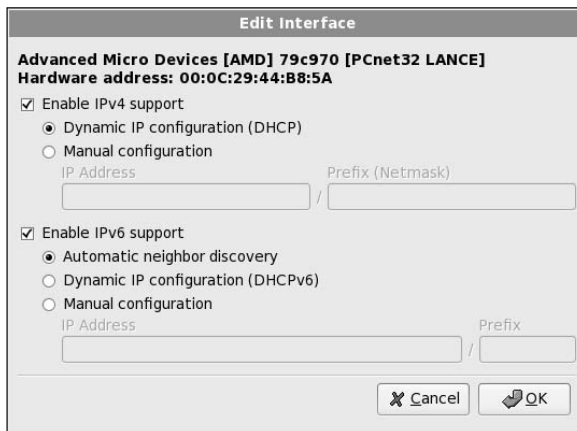 Edit Interface
Advanced Micro Devices [AMD] 79c970 [PCnet32 LANCE]
Hardware address: 00:0C:29:44:B8:5A
Enable IPv4 support
Dynamic IP configuration (DHCP)
Manual configuration
IP Address Prefix (Netmask)
/
Enable IPv6 support
Automatic neighbor discovery
Dynamic IP configuration (DHCPv6)
Manual configuration
IP Address Prefix
/
Cancel OK